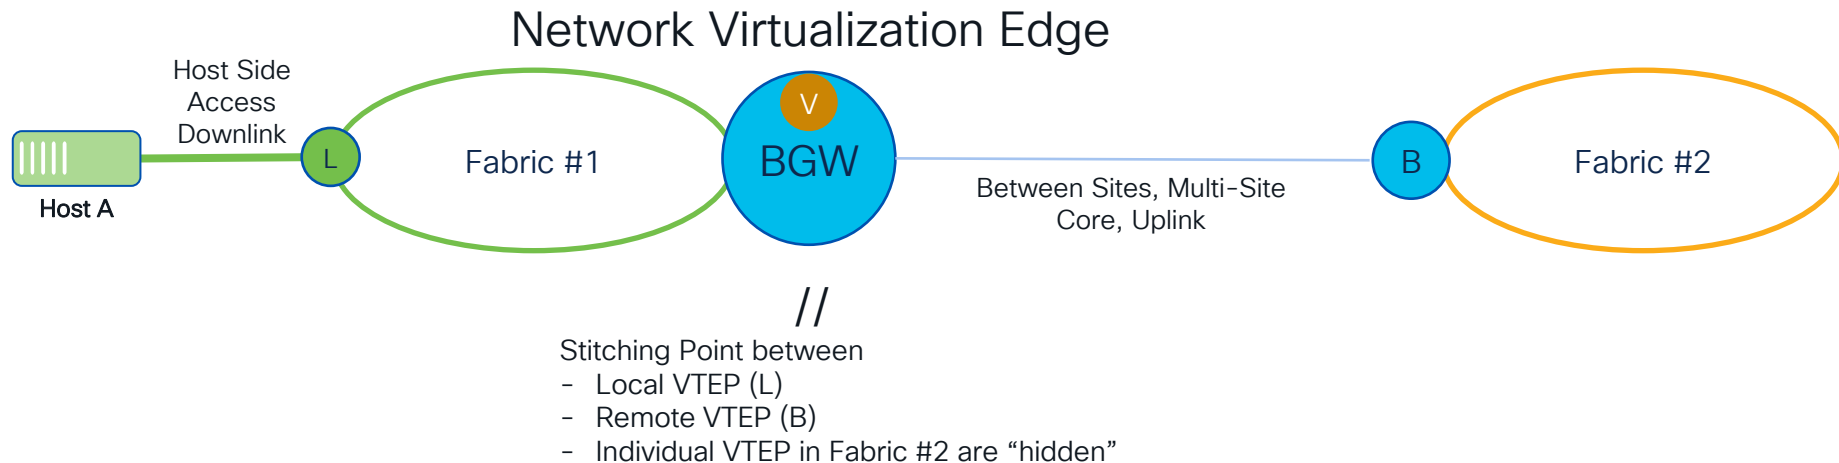 Network Virtualization Edge
Host Side
Access
Downlink
Host A
L
Fabric #1
V
BGW
Between Sites, Multi-Site
Core, Uplink
B
Fabric #2
//
Stitching Point between
- Local VTEP (L)
- Remote VTEP (B)
- Individual VTEP in Fabric #2 are “hidden”